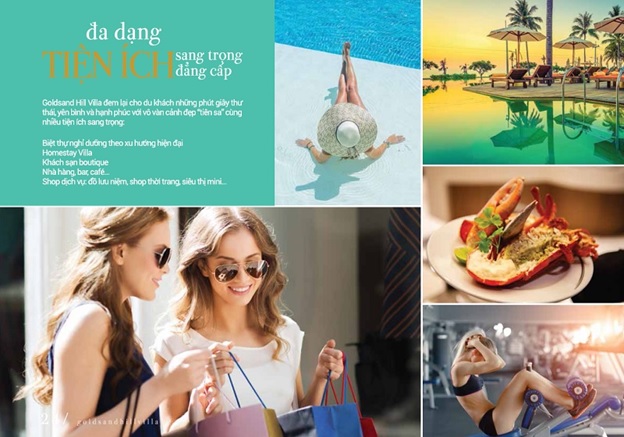 đa dạng
TIỆN ÍCH sang trọng
đẳng cấp
Goldsand Hill Villa đem lại cho du khách những phút giây thư
thái, yên bình và hạnh phúc với vô vàn cảnh đẹp "tiên sa" cùng
nhiều tiện ích sang trọng:
Biệt thự nghỉ dưỡng theo xu hướng hiện đại
Homestay Villa
Khách sạn boutique
Nhà hàng, bar, café...
Shop dịch vụ: đồ lưu niệm, shop thời trang, siêu thị mini...
2 / goldsandhillvilla